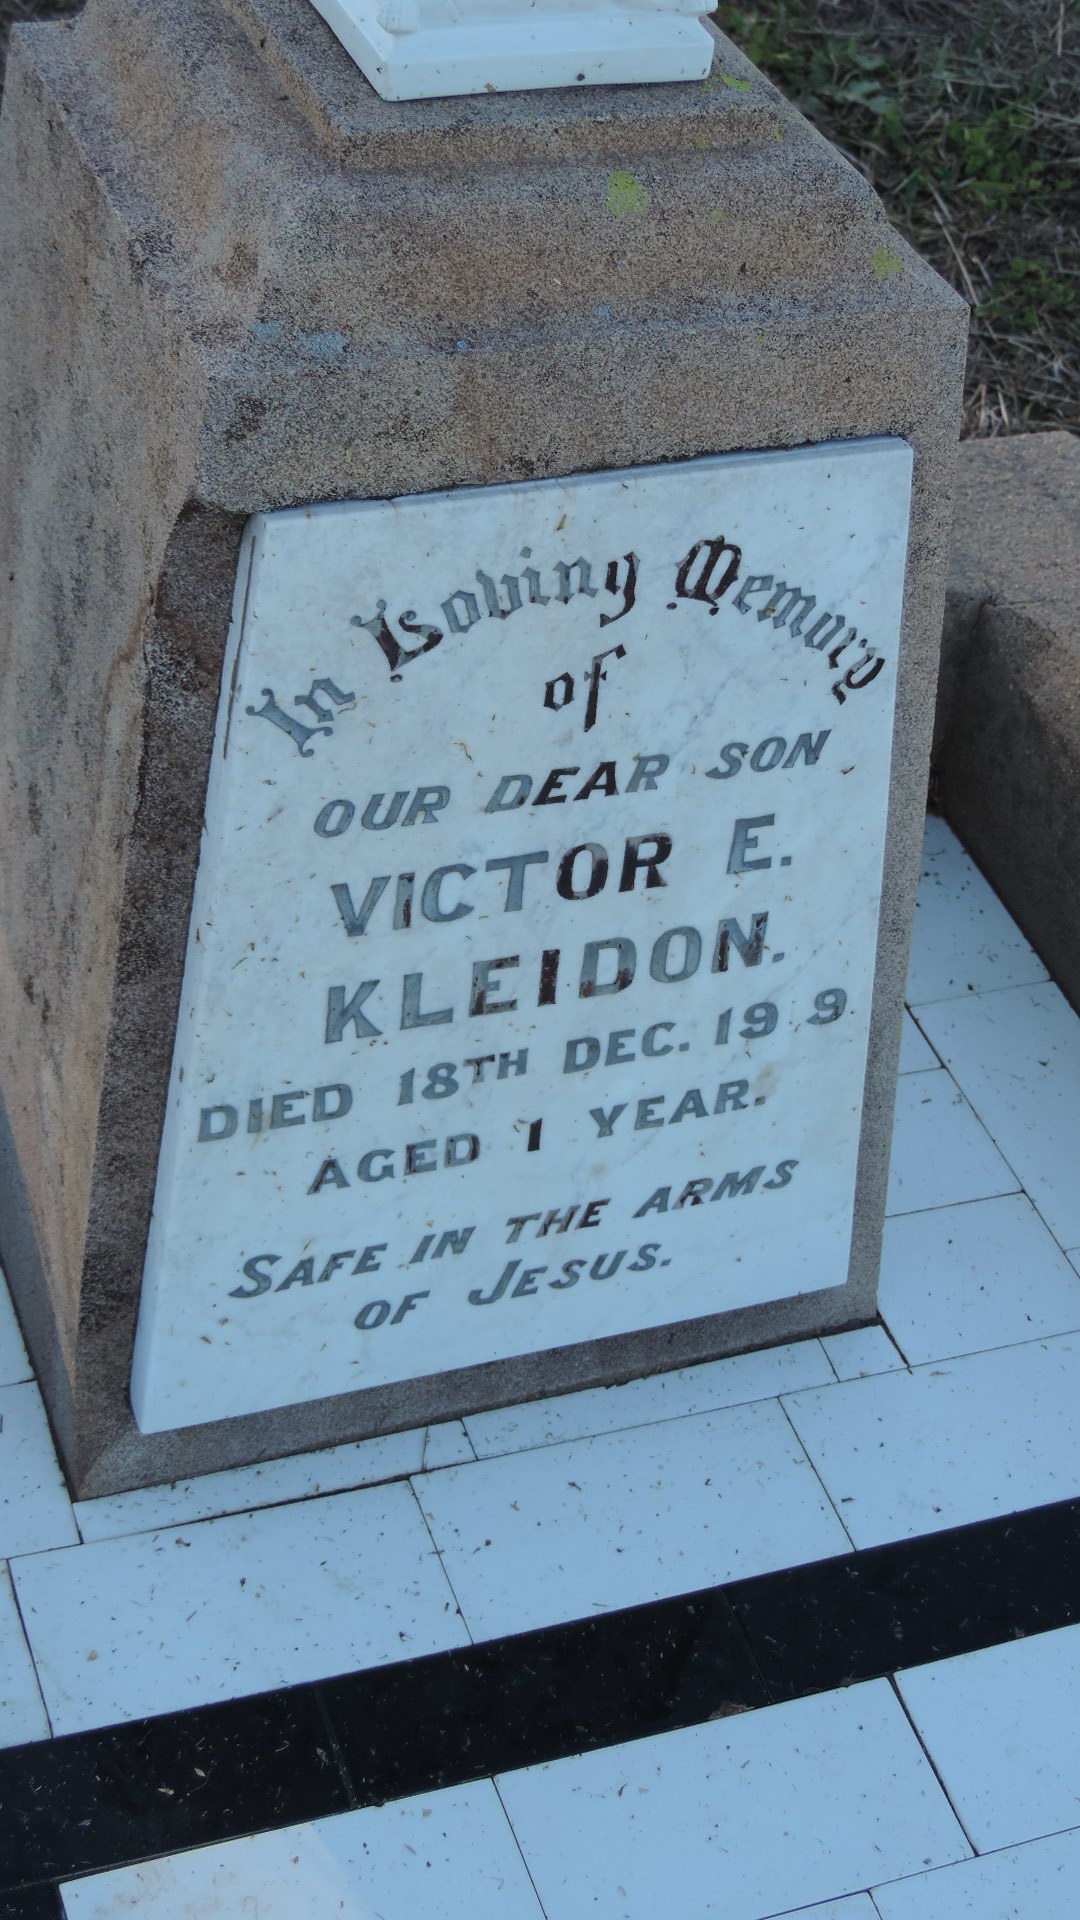 In Loving Memory
of
OUR DEAR SON
VICTOR E.
KLEIDON.
DIED 18TH DEC. 19 9
AGED 1 YEAR.
SAFE IN THE ARMS
OF JESUS.